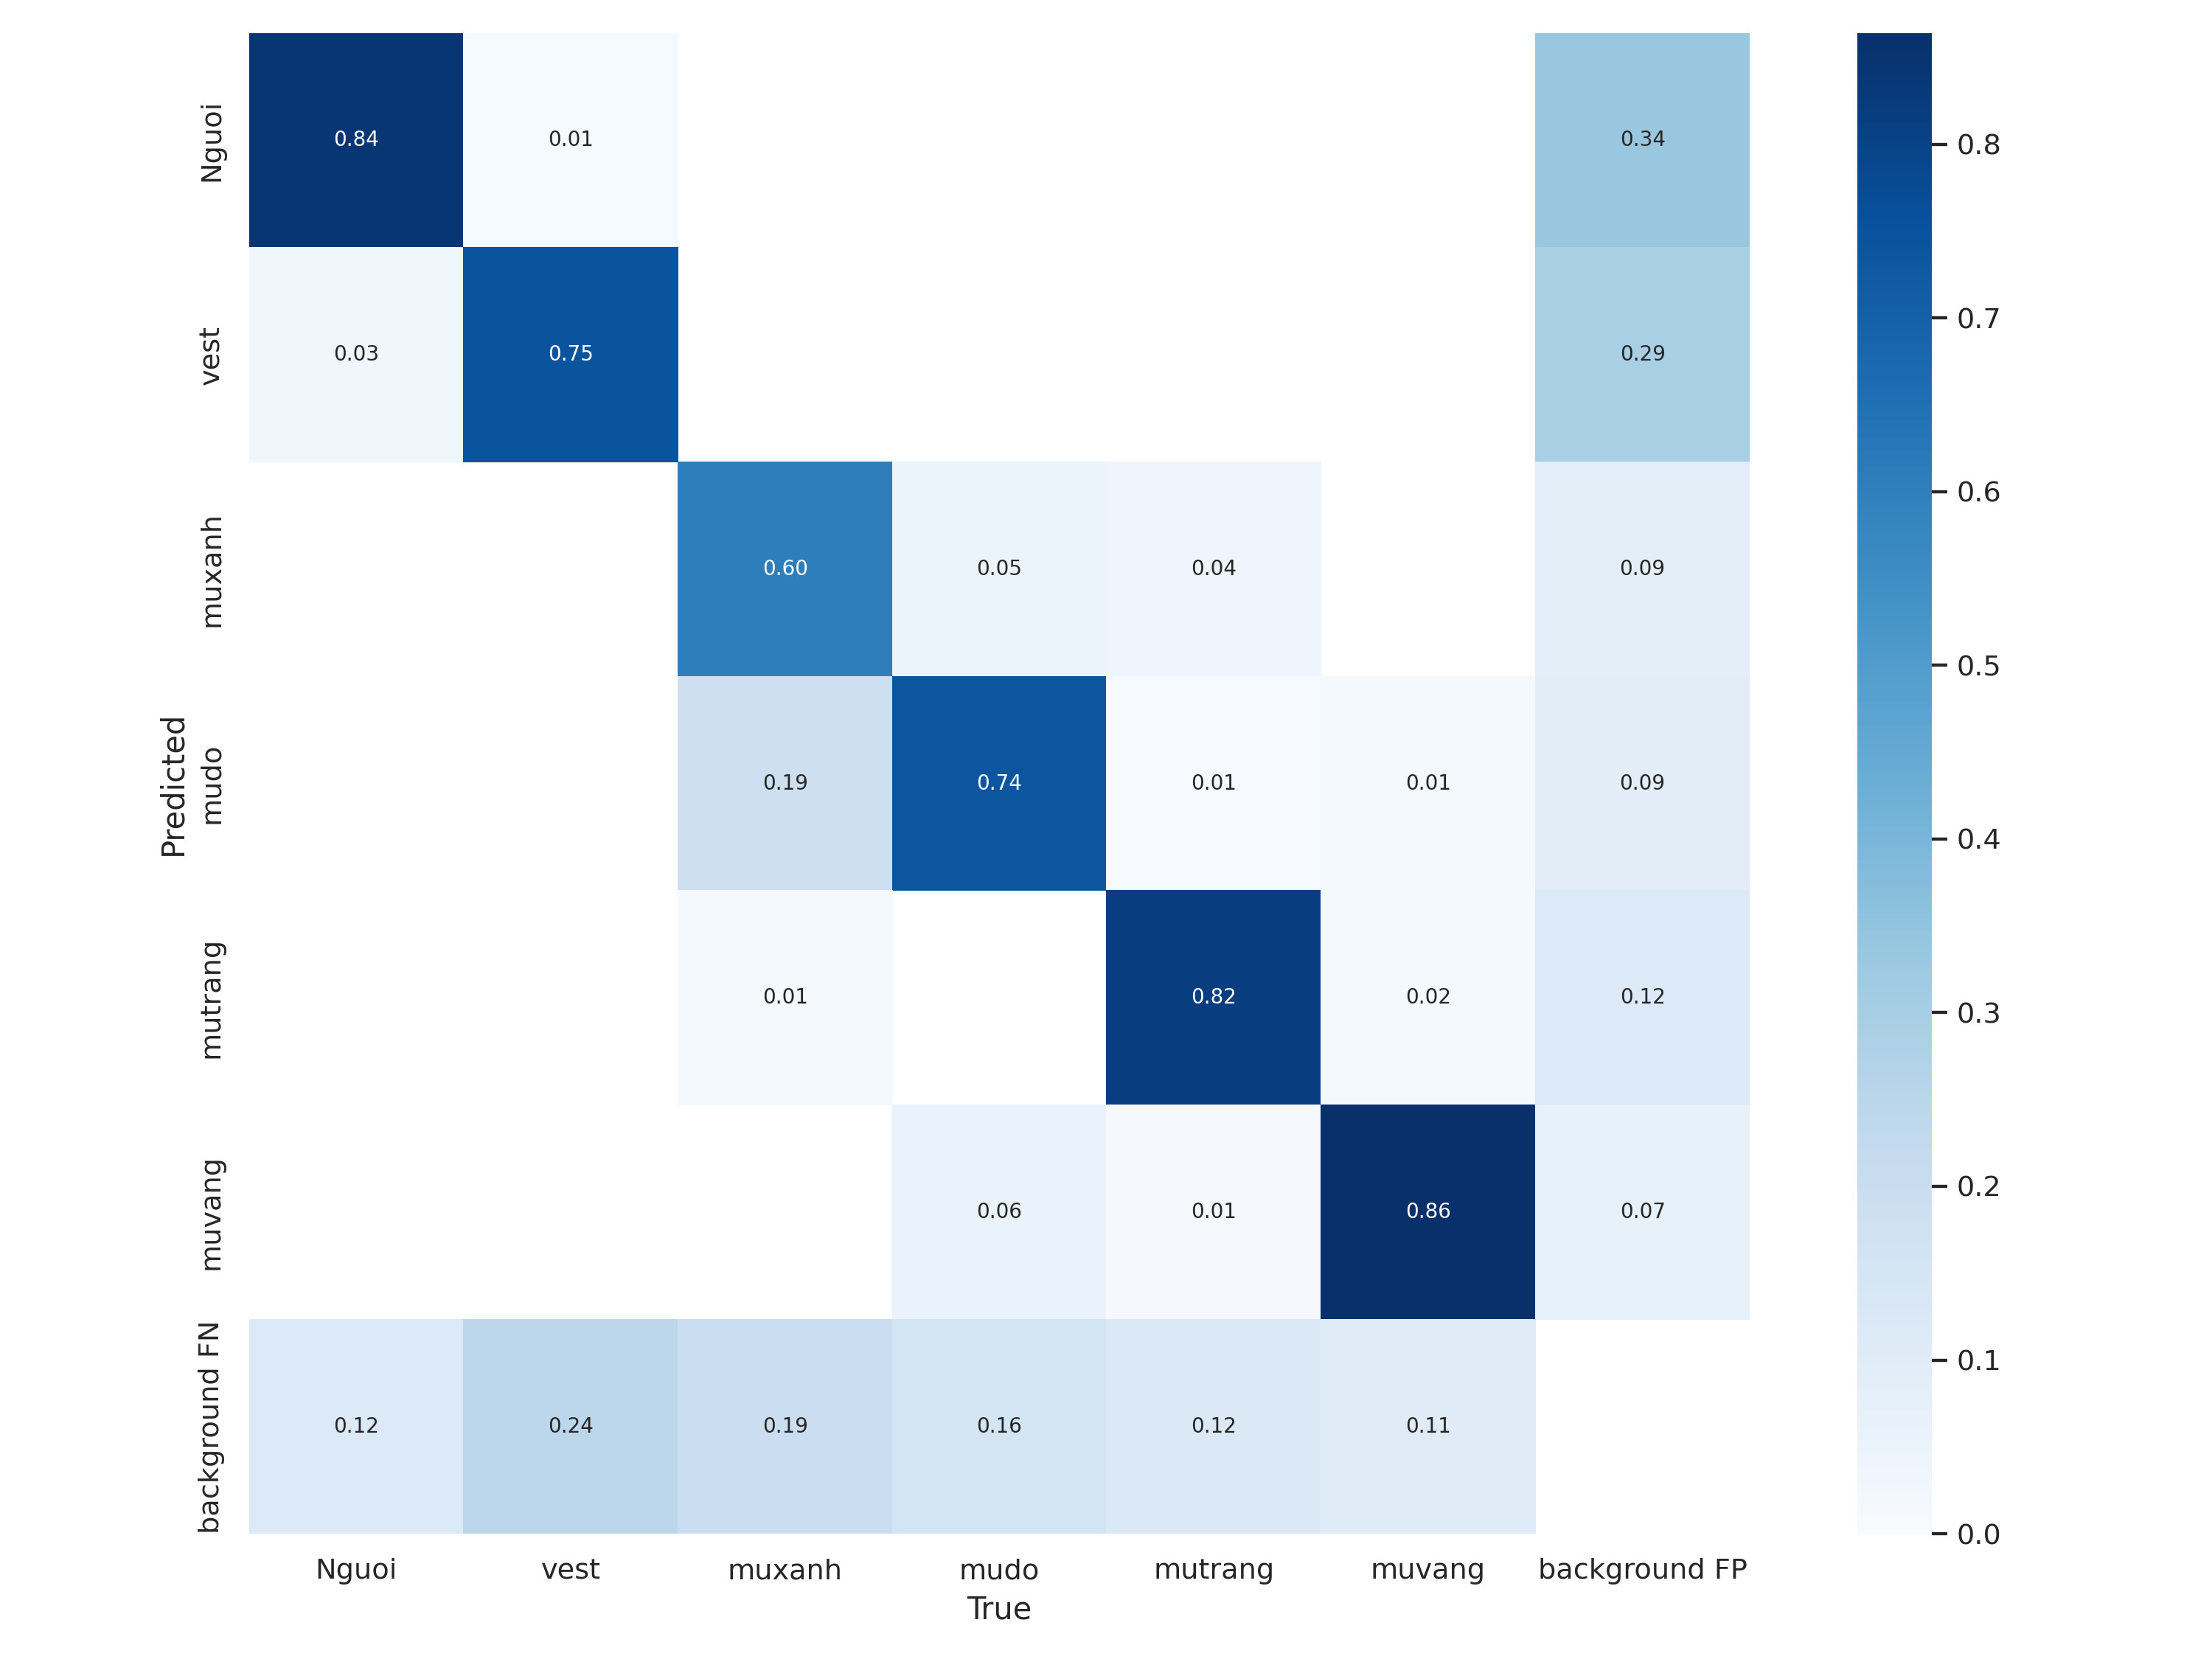 Nguoi 0.84 0.01 0.34
vest 0.03 0.75 0.29
muxanh 0.60 0.05 0.04 0.09
mudo 0.19 0.74 0.01 0.01 0.09
mutrang 0.01 0.82 0.02 0.12
muvang 0.06 0.01 0.86 0.07
background FN 0.12 0.24 0.19 0.16 0.12 0.11
Predicted
Nguoi vest muxanh mudo mutrang muvang background FP
True
0.8
0.7
0.6
0.5
0.4
0.3
0.2
0.1
0.0